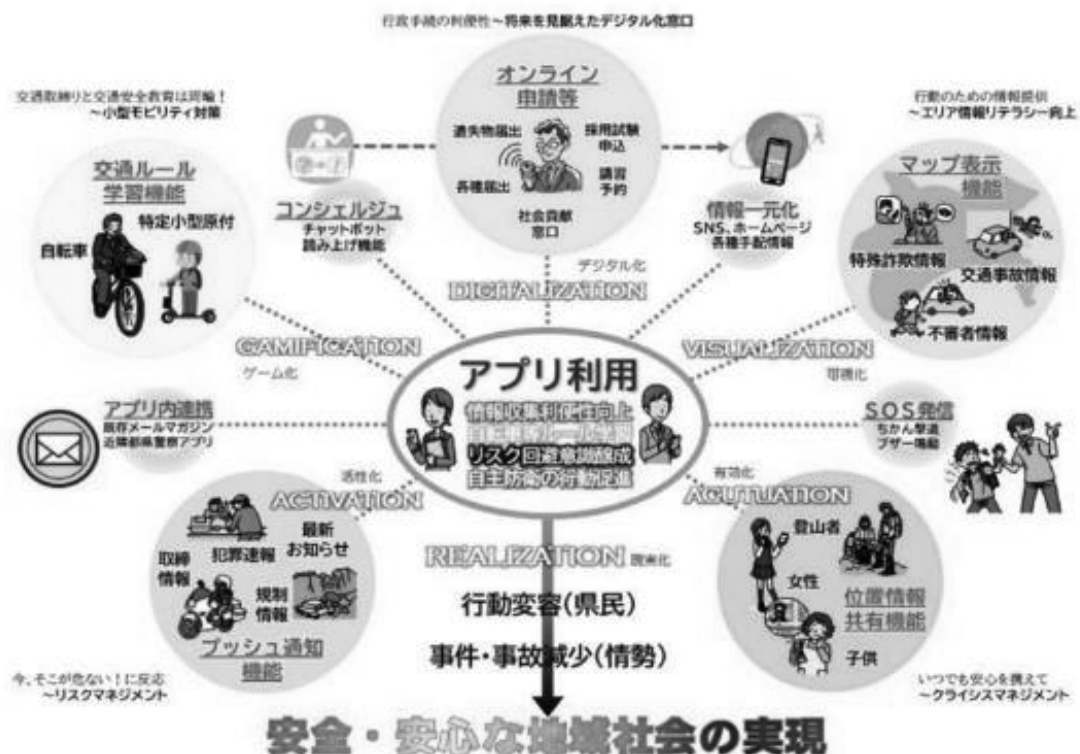 行政手続の利便性～将来を見据えたデジタル化窓口
オンライン
申請等
遺失物届出
採用試験
申込
各種届出
講習
予約
社会貢献
窓口
交通取締りと交通安全教育は両輪！
～小型モビリティ対策
交通ルール
学習機能
特定小型原付
自転車
コンシェルジュ
チャットボット
読み上げ機能
情報一元化
SNS、ホームページ
各種手配情報
行動のための情報提供
～エリア情報リテラシー向上
マップ表示
機能
特殊詐欺情報
交通事故情報
不審者情報
デジタル化
DIGITALIZATION
GAMIFICATION
ゲーム化
VISUALIZATION
可視化
アプリ利用
情報収集利便性向上
リスク回避意識醸成
自主防衛の行動促進
アプリ内連携
既存メールマガジン
近隣都県警察アプリ
SOS発信
ちかん撃退
ブザー鳴動
活性化
ACTIVATION
有効化
ACUTUATION
最新
お知らせ
犯罪速報
取締
情報
規制
情報
プッシュ通知
機能
今、そこが危ない！に反応
～リスクマネジメント
REALIZATION 現実化
行動変容(県民)
事件・事故減少(情勢)
登山者
女性
位置情報
共有機能
子供
いつでも安心を携えて
～クライシスマネジメント
安全・安心な地域社会の実現